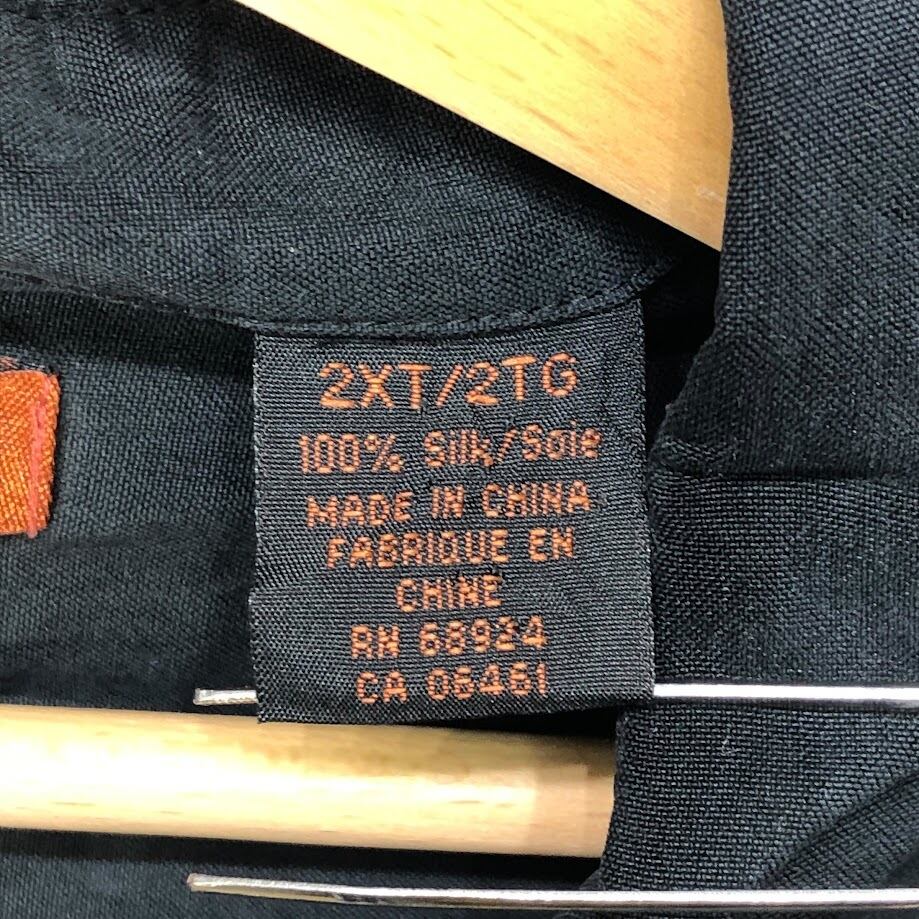 2XT/2TG
100% Silk/Soie
MADE IN CHINA
FABRIQUE EN
CHINE
RN 68924
CA 06461